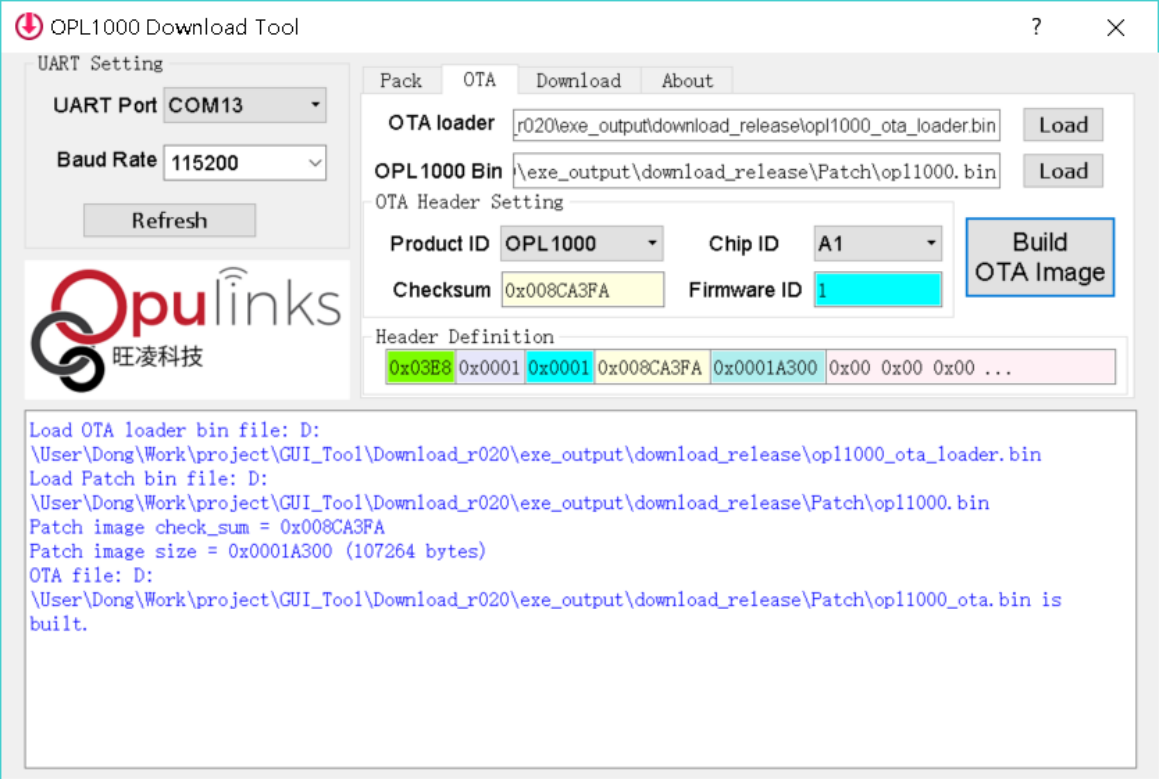 OPL1000 Download Tool
?
UART Setting
UART Port COM13
Baud Rate 115200
Refresh
Opulinks
旺凌科技
Pack OTA Download About
OTA loader _r020\exe_output\download_release\opl1000_ota_loader.bin Load
OPL1000 Bin \exe_output\download_release\Patch\opl1000.bin Load
OTA Header Setting
Product ID OPL1000 Chip ID A1
Checksum 0x008CA3FA Firmware ID 1
Build
OTA Image
Header Definition
0x03E8 0x0001 0x0001 0x008CA3FA 0x0001A300 0x00 0x00 0x00 ...
Load OTA loader bin file: D:
\User\Dong\Work\project\GUI_Tool\Download_r020\exe_output\download_release\opl1000_ota_loader.bin
Load Patch bin file: D:
\User\Dong\Work\project\GUI_Tool\Download_r020\exe_output\download_release\Patch\opl1000.bin
Patch image check_sum = 0x008CA3FA
Patch image size = 0x0001A300 (107264 bytes)
OTA file: D:
\User\Dong\Work\project\GUI_Tool\Download_r020\exe_output\download_release\Patch\opl1000_ota.bin is
built.